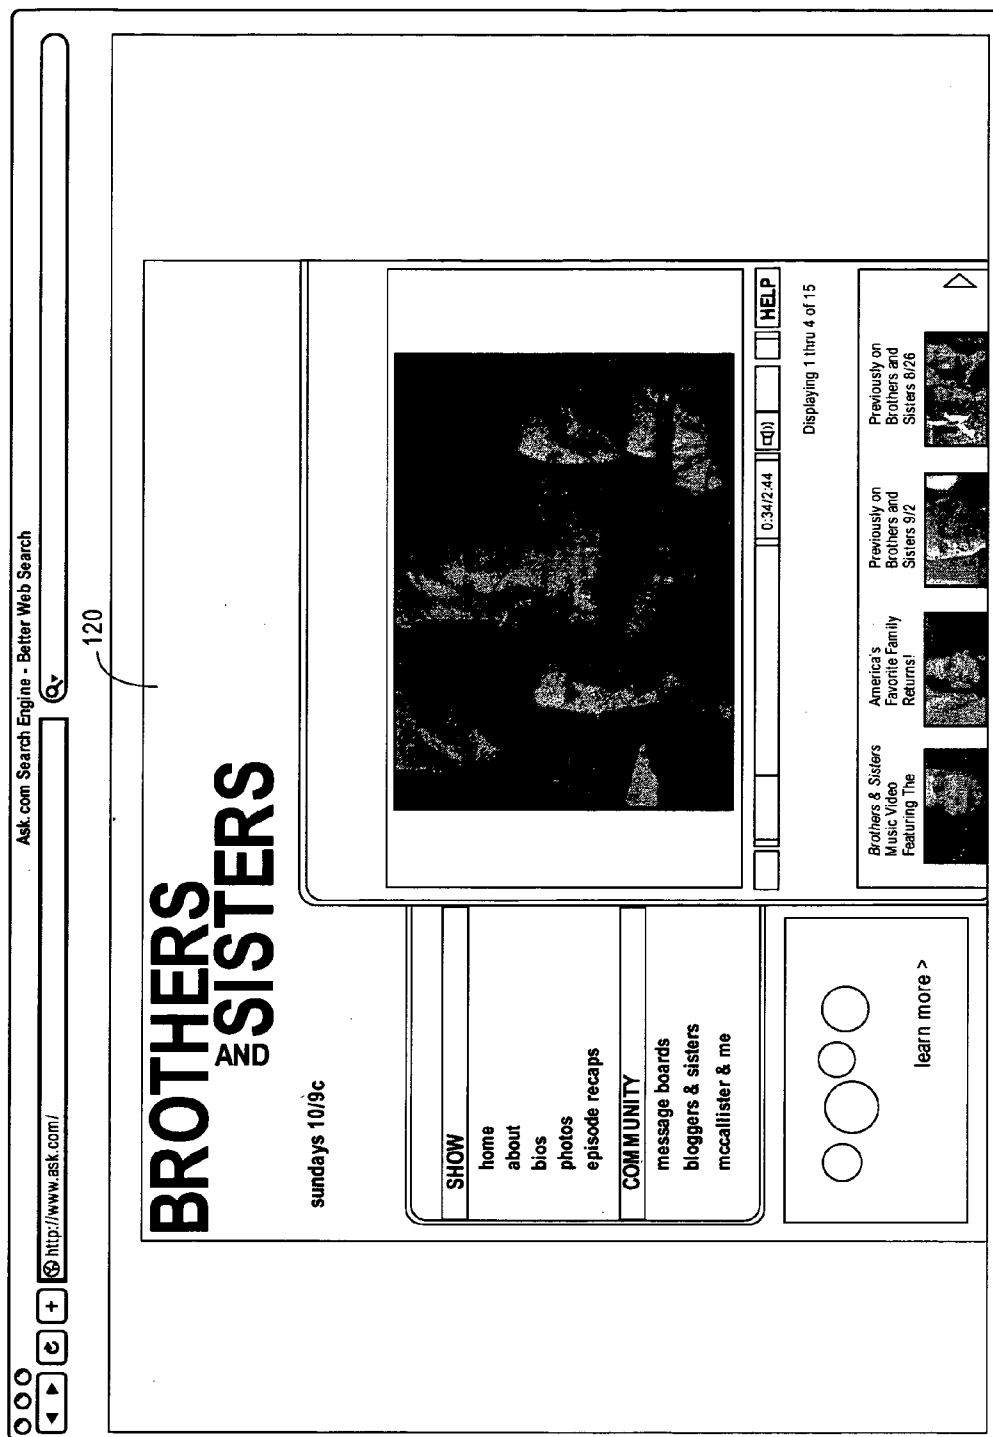 Ask.com Search Engine - Better Web Search
http://www.ask.com/
120
BROTHERS
AND SISTERS
sundays 10/9c
SHOW
home
about
bios
photos
episode recaps
COMMUNITY
message boards
bloggers & sisters
mccallister & me
learn more >
0:34/2:44
HELP
Displaying 1 thru 4 of 15
Brothers & Sisters
Music Video
Featuring The
America's
Favorite Family
Returns!
Previously on
Brothers and
Sisters 9/2
Previously on
Brothers and
Sisters 8/26